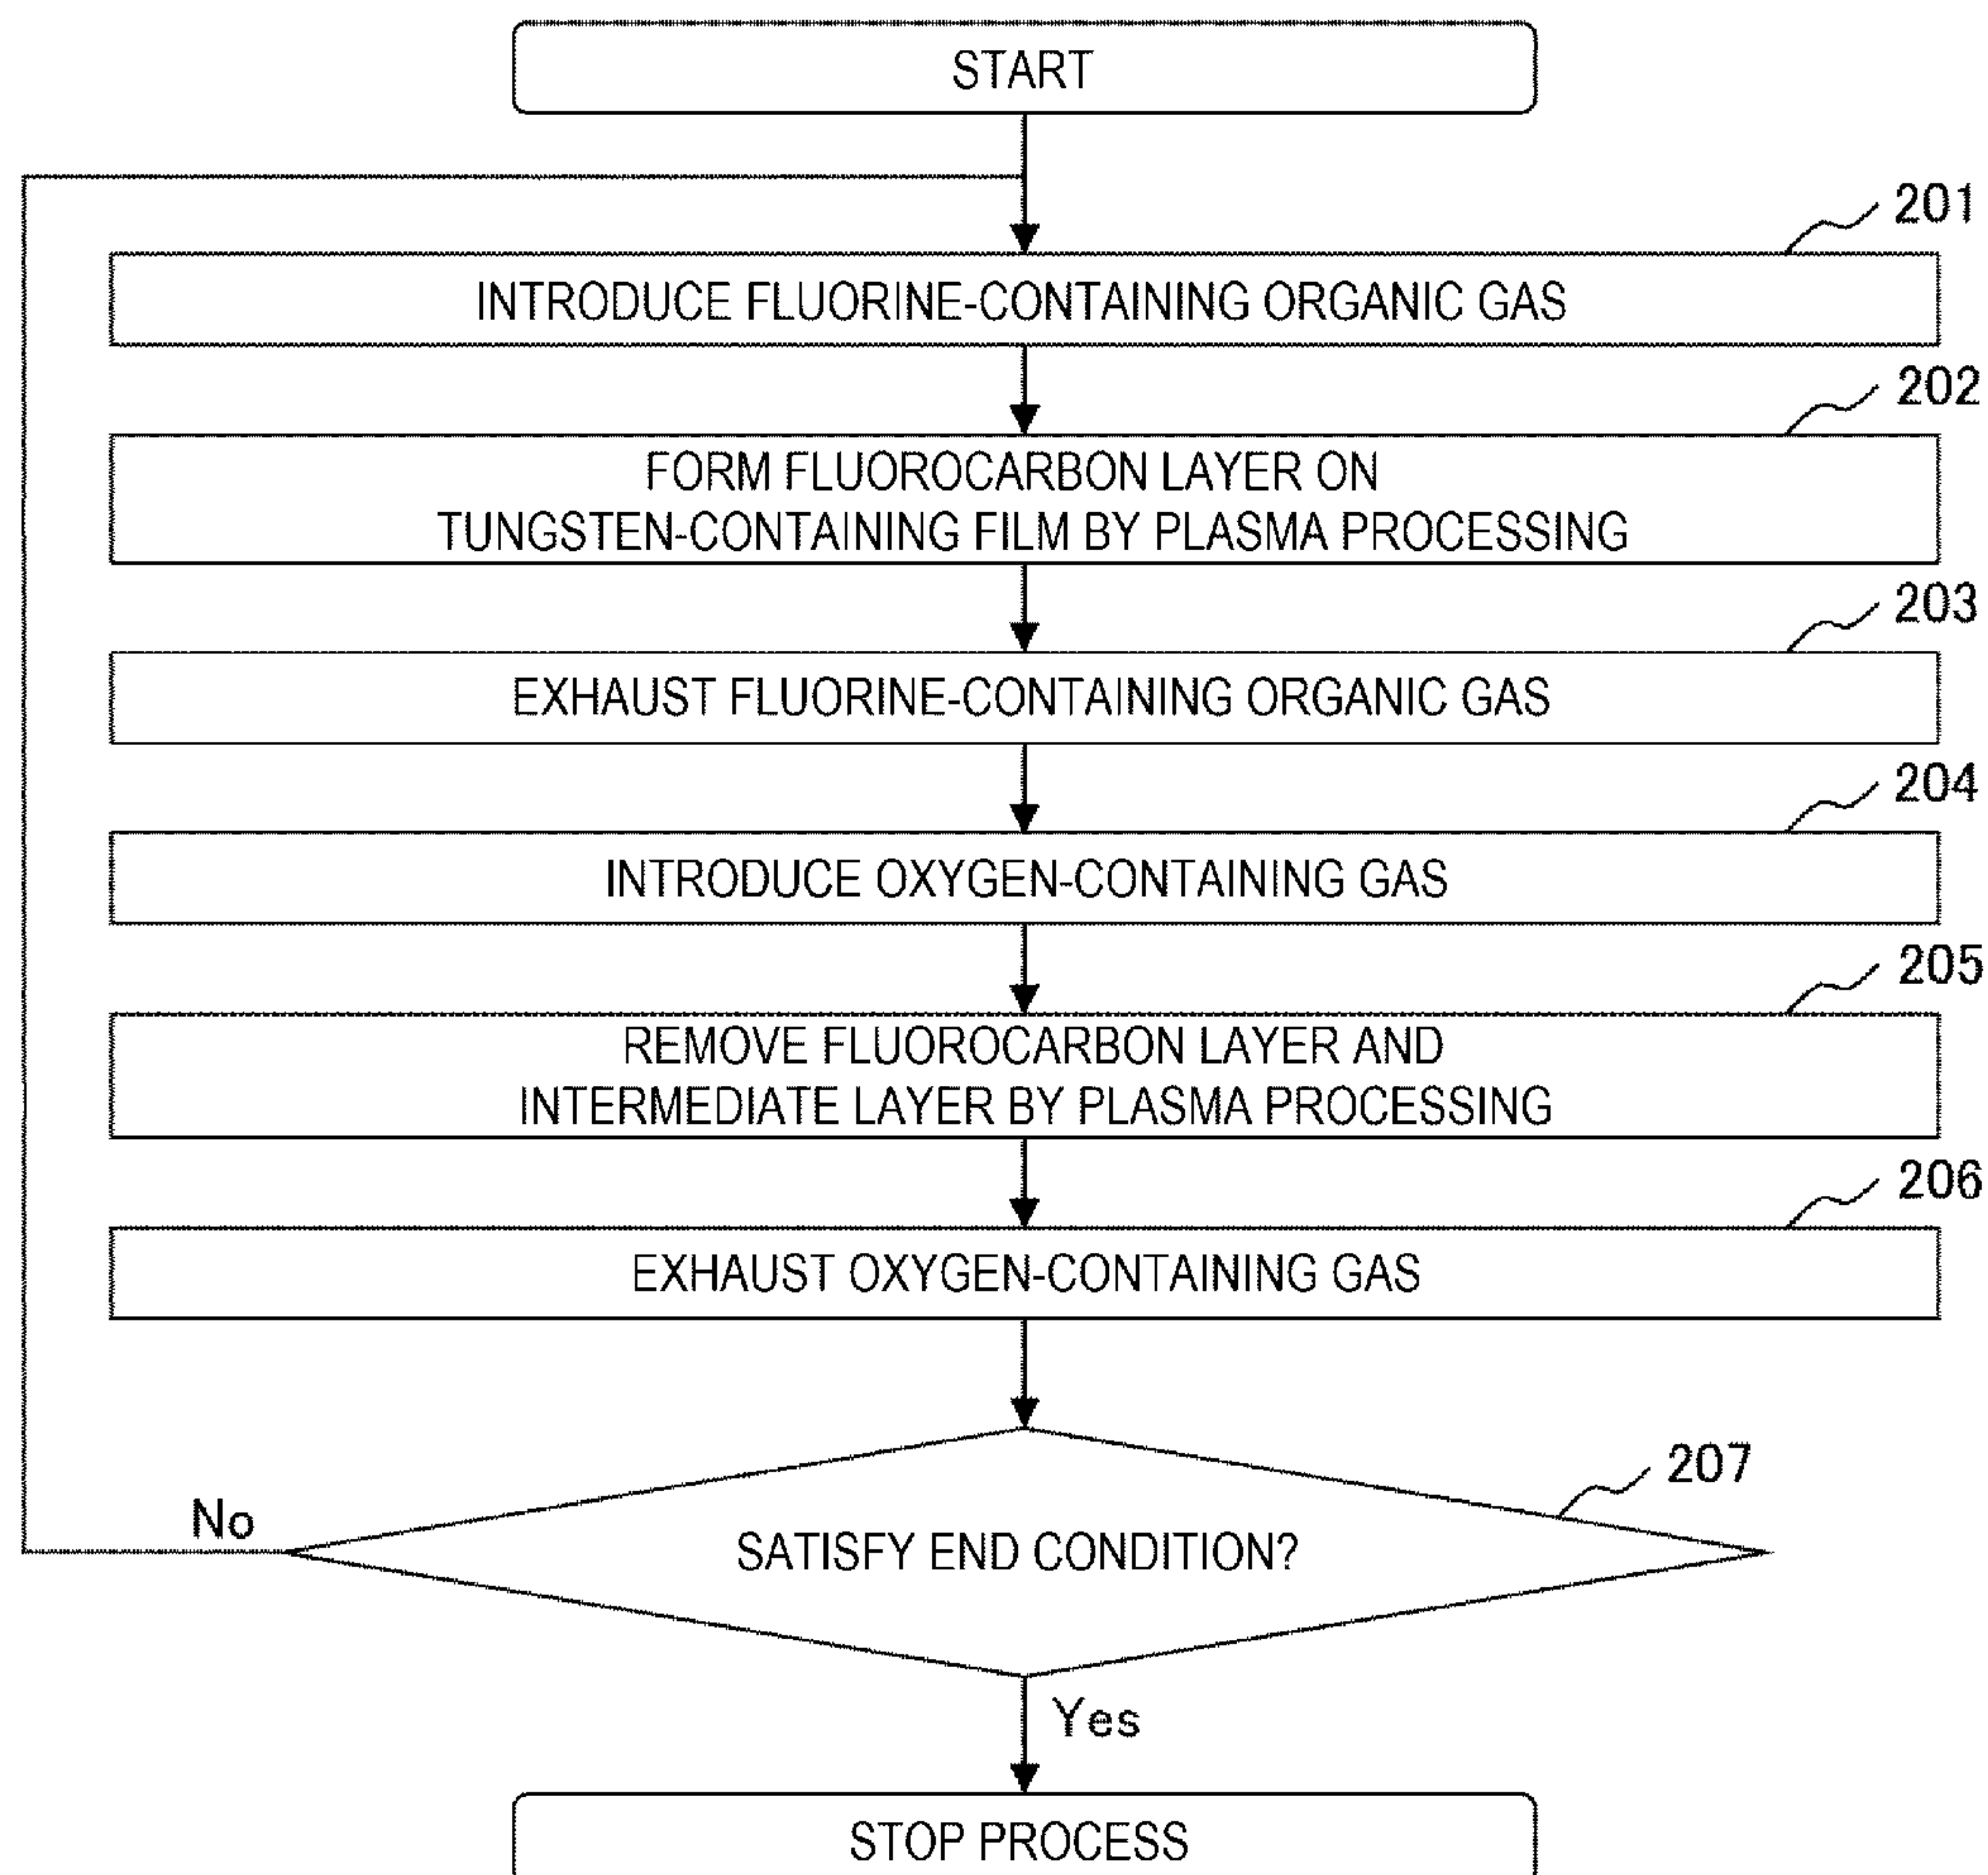 START
201
INTRODUCE FLUORINE-CONTAINING ORGANIC GAS
202
FORM FLUOROCARBON LAYER ON
TUNGSTEN-CONTAINING FILM BY PLASMA PROCESSING
203
EXHAUST FLUORINE-CONTAINING ORGANIC GAS
204
INTRODUCE OXYGEN-CONTAINING GAS
205
REMOVE FLUOROCARBON LAYER AND
INTERMEDIATE LAYER BY PLASMA PROCESSING
206
EXHAUST OXYGEN-CONTAINING GAS
207
No
SATISFY END CONDITION?
Yes
STOP PROCESS